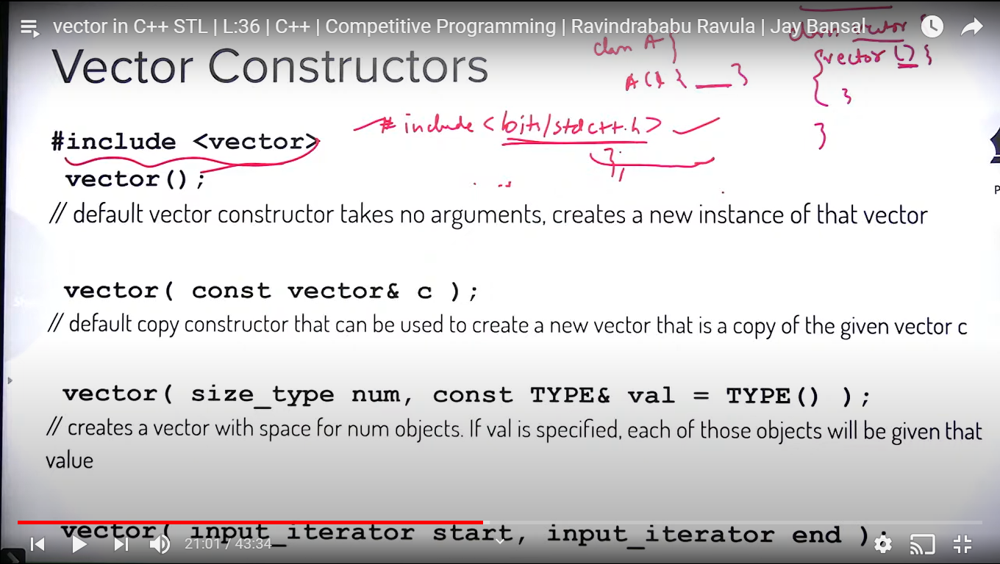 vector in C++ STL | L:36 | C++ | Competitive Programming | Ravindrababu Ravula | Jay Bansal
Vector Constructors
class A }
A() { }
vector () }
{
}
}
#include <vector>
# include <bits/stdc++.h>
};
vector();
// default vector constructor takes no arguments, creates a new instance of that vector
vector( const vector& c );
// default copy constructor that can be used to create a new vector that is a copy of the given vector c
vector( size_type num, const TYPE& val = TYPE() );
// creates a vector with space for num objects. If val is specified, each of those objects will be given that
value
vector( input_iterator start, input_iterator end );
21:01 / 43:34